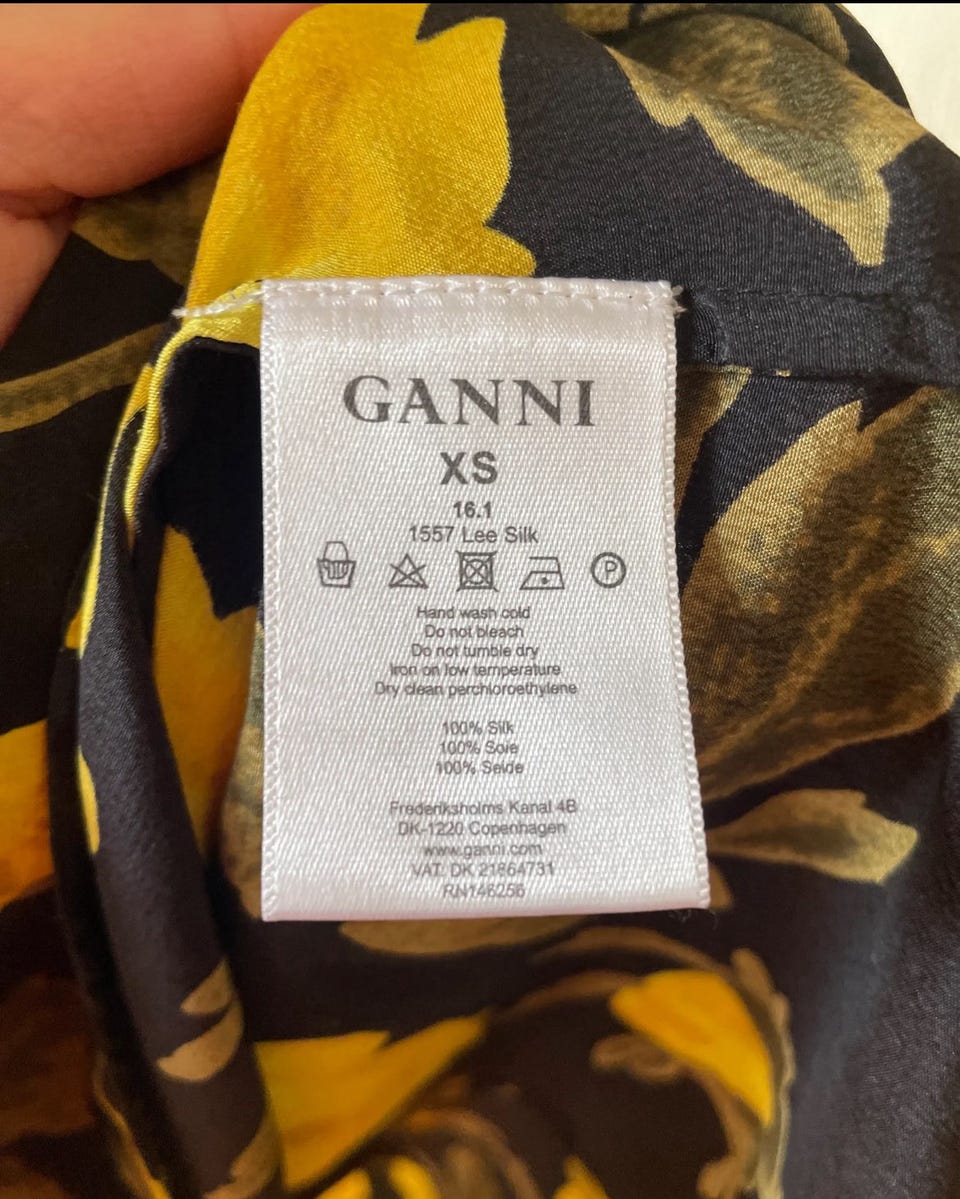 GANNI
XS
16.1
1557 Lee Silk
P
Hand wash cold
Do not bleach
Do not tumble dry
Iron on low temperature
Dry clean perchloroethylene
100% Silk
100% Soie
100% Seide
Frederiksholms Kanal 4B
DK-1220 Copenhagen
www.ganni.com
VAT. DK 21664731
RN146256